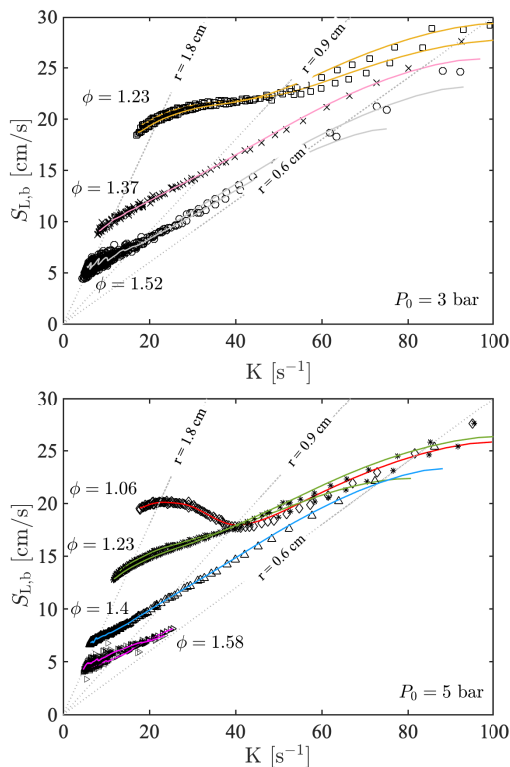 30
25
20
15
10
5
0
0
20
40
60
80
100
S_{L,b} [cm/s]
K [s^{-1}]
r = 1.8 cm
r = 0.9 cm
r = 0.6 cm
ϕ = 1.23
ϕ = 1.37
ϕ = 1.52
P_0 = 3 bar
30
25
20
15
10
5
0
0
20
40
60
80
100
S_{L,b} [cm/s]
K [s^{-1}]
r = 1.8 cm
r = 0.9 cm
r = 0.6 cm
ϕ = 1.06
ϕ = 1.23
ϕ = 1.4
ϕ = 1.58
P_0 = 5 bar